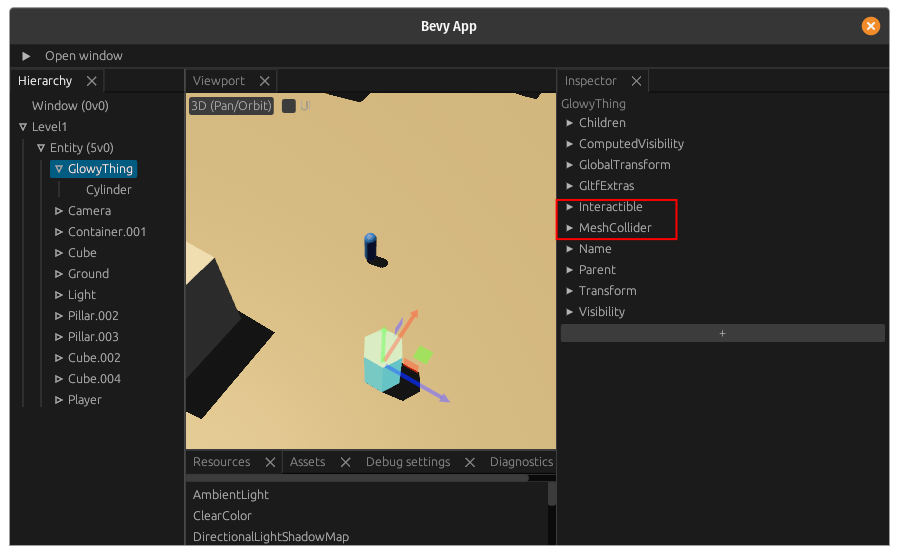 Bevy App
Open window
Hierarchy
Window (0v0)
Level1
Entity (5v0)
GlowyThing
Cylinder
Camera
Container.001
Cube
Ground
Light
Pillar.002
Pillar.003
Cube.002
Cube.004
Player
Viewport
3D (Pan/Orbit)
Resources
Assets
Debug settings
Diagnostics
AmbientLight
ClearColor
DirectionalLightShadowMap
Inspector
GlowyThing
Children
ComputedVisibility
GlobalTransform
GltfExtras
Interactible
MeshCollider
Name
Parent
Transform
Visibility
+